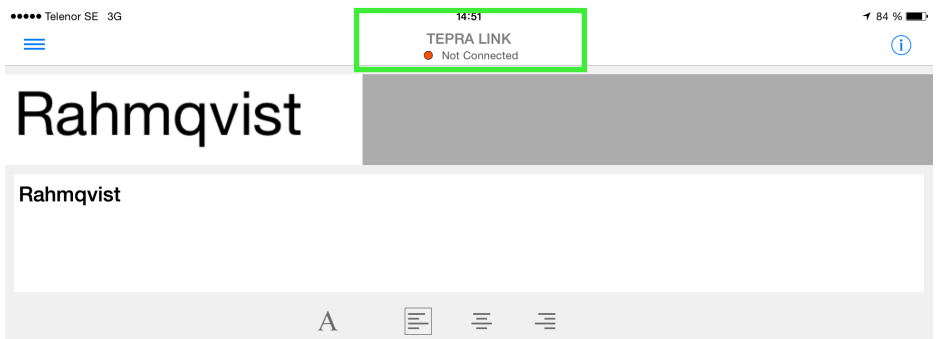 Telenor SE 3G 14:51 84 %
TEPRA LINK
Not Connected
i
Rahmqvist
Rahmqvist
A